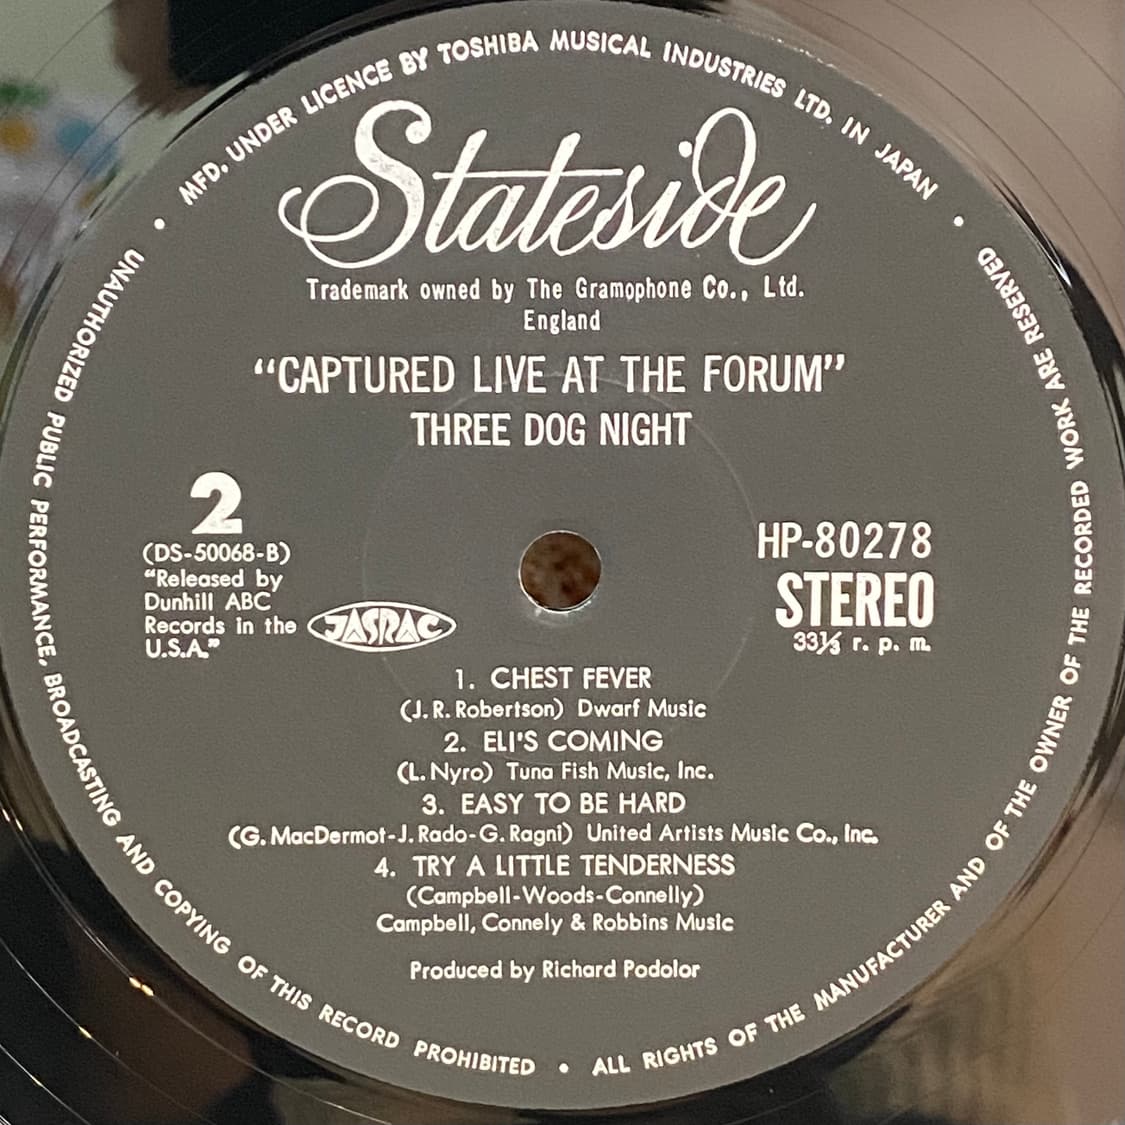 MFD. UNDER LICENCE BY TOSHIBA MUSICAL INDUSTRIES LTD. IN JAPAN •
Stateside
Trademark owned by The Gramophone Co., Ltd.
England
"CAPTURED LIVE AT THE FORUM"
THREE DOG NIGHT
2
(DS-50068-B)
"Released by
Dunhill ABC
Records in the
U.S.A."
JASRAC
HP-80278
STEREO
33⅓ r. p. m.
1. CHEST FEVER
(J. R. Robertson) Dwarf Music
2. ELI'S COMING
(L. Nyro) Tuna Fish Music, Inc.
3. EASY TO BE HARD
(G. MacDermot-J. Rado-G. Ragni) United Artists Music Co., Inc.
4. TRY A LITTLE TENDERNESS
(Campbell-Woods-Connelly)
Campbell, Connely & Robbins Music
Produced by Richard Podolor
• UNAUTHORIZED PUBLIC PERFORMANCE, BROADCASTING AND COPYING OF THIS RECORD PROHIBITED • ALL RIGHTS OF THE MANUFACTURER AND OF THE OWNER OF THE RECORDED WORK ARE RESERVED